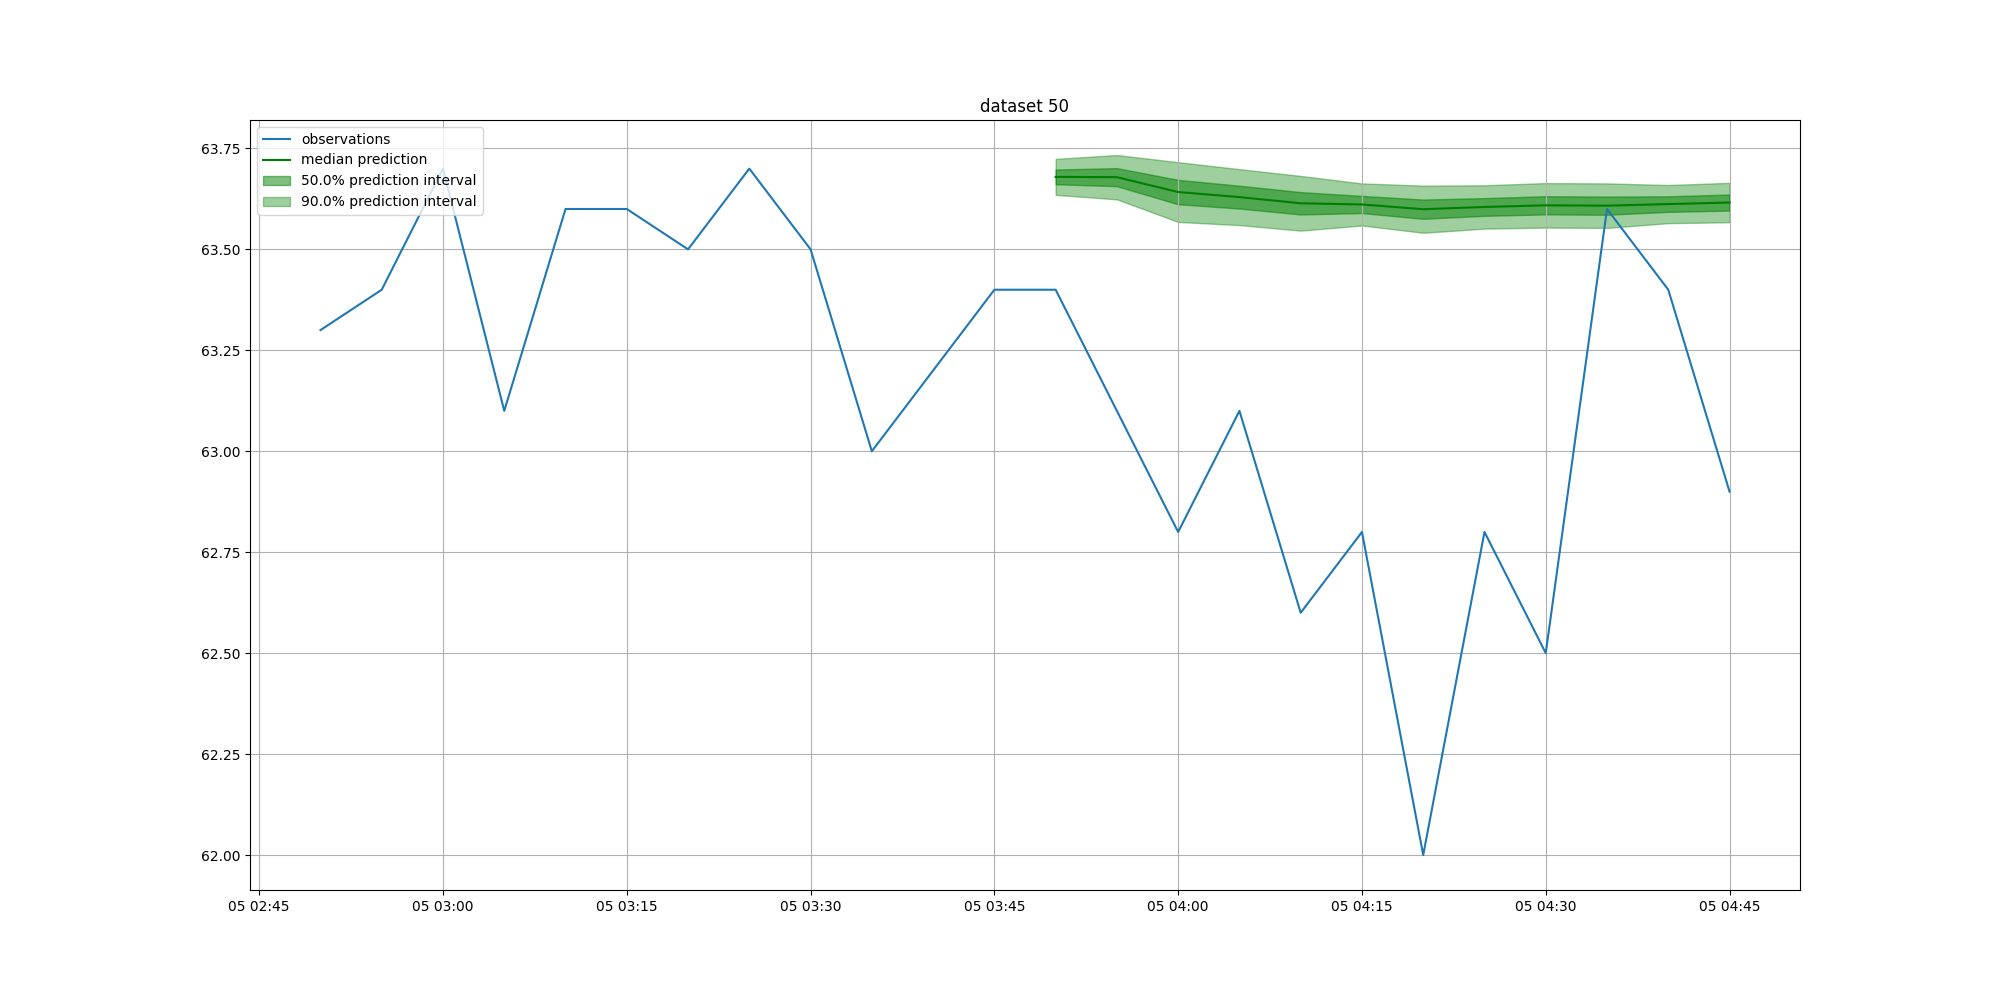 dataset 50
observations
median prediction
50.0% prediction interval
90.0% prediction interval
63.75
63.50
63.25
63.00
62.75
62.50
62.25
62.00
05 02:45 05 03:00 05 03:15 05 03:30 05 03:45 05 04:00 05 04:15 05 04:30 05 04:45